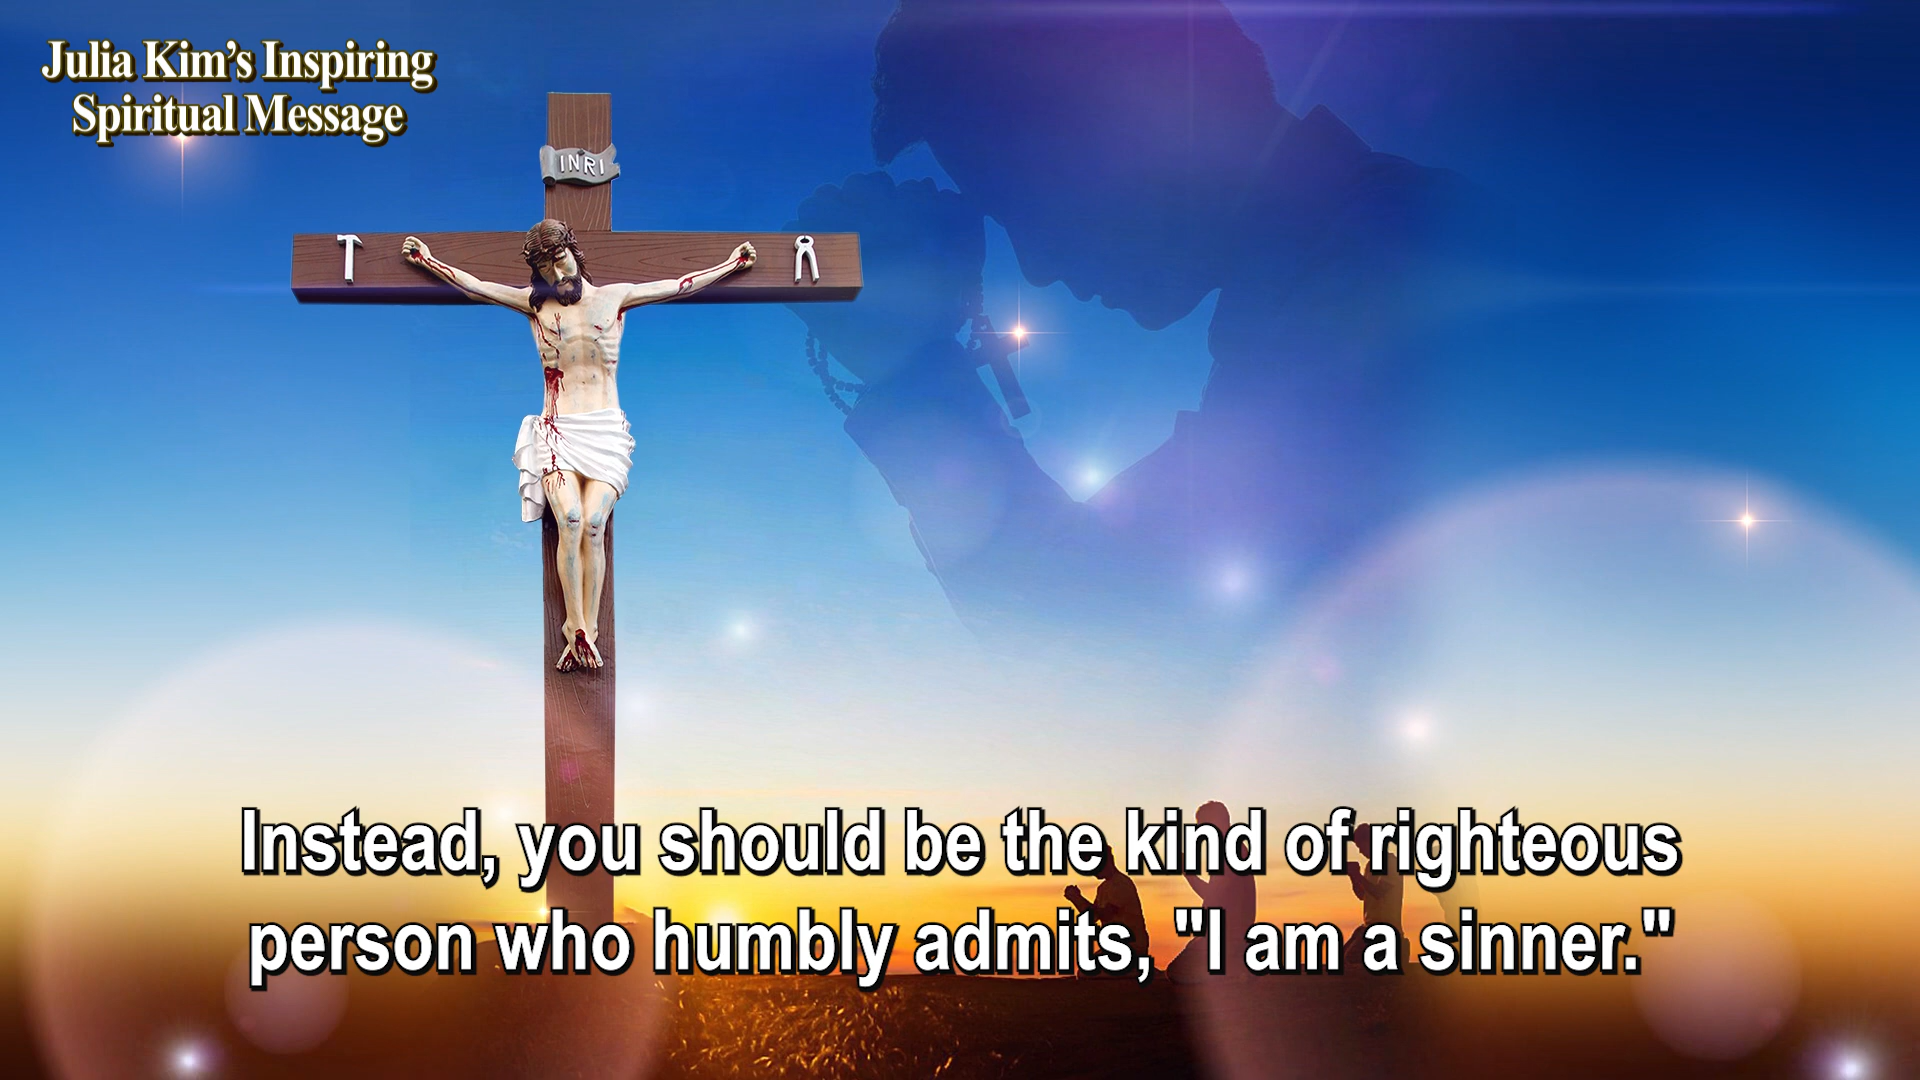 Julia Kim’s Inspiring
Spiritual Message
INRI
Instead, you should be the kind of righteous
person who humbly admits, "I am a sinner."